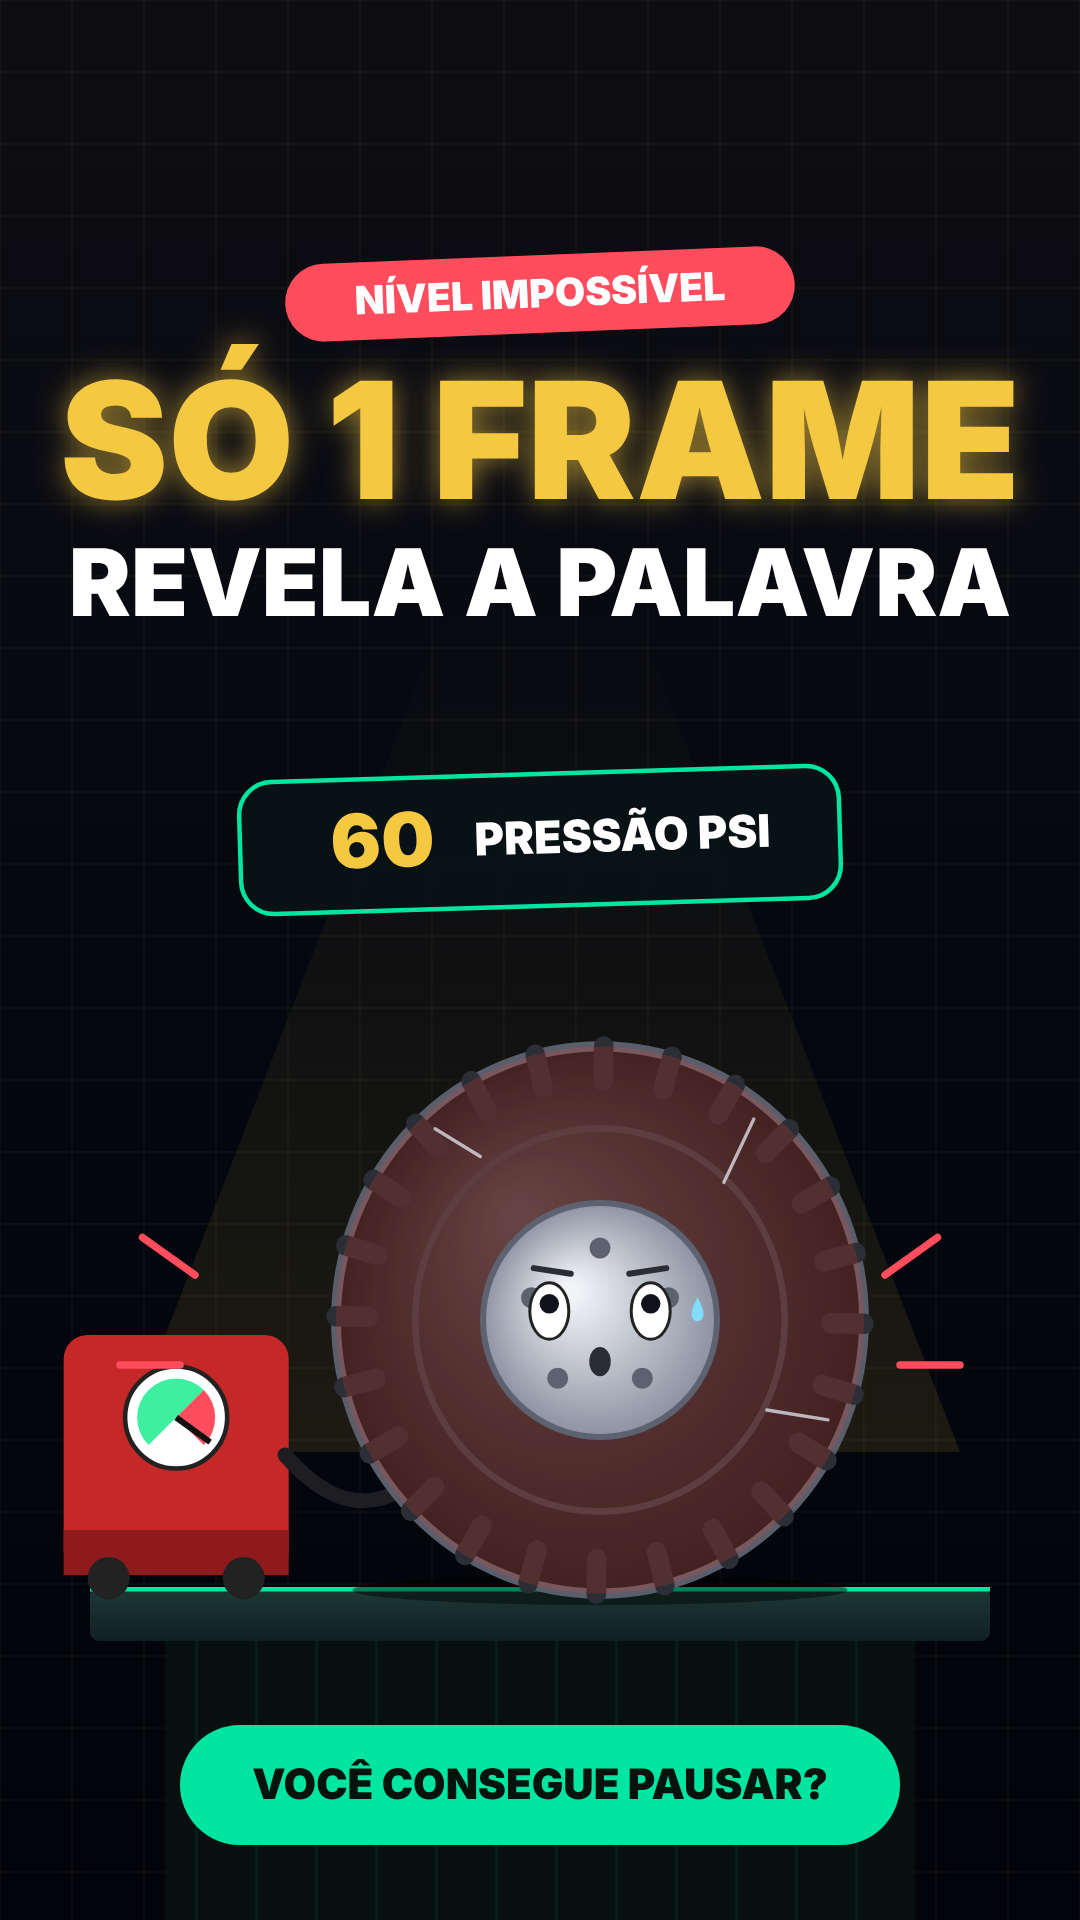 NÍVEL IMPOSSÍVEL
SÓ 1 FRAME
REVELA A PALAVRA
60 PRESSÃO PSI
VOCÊ CONSEGUE PAUSAR?